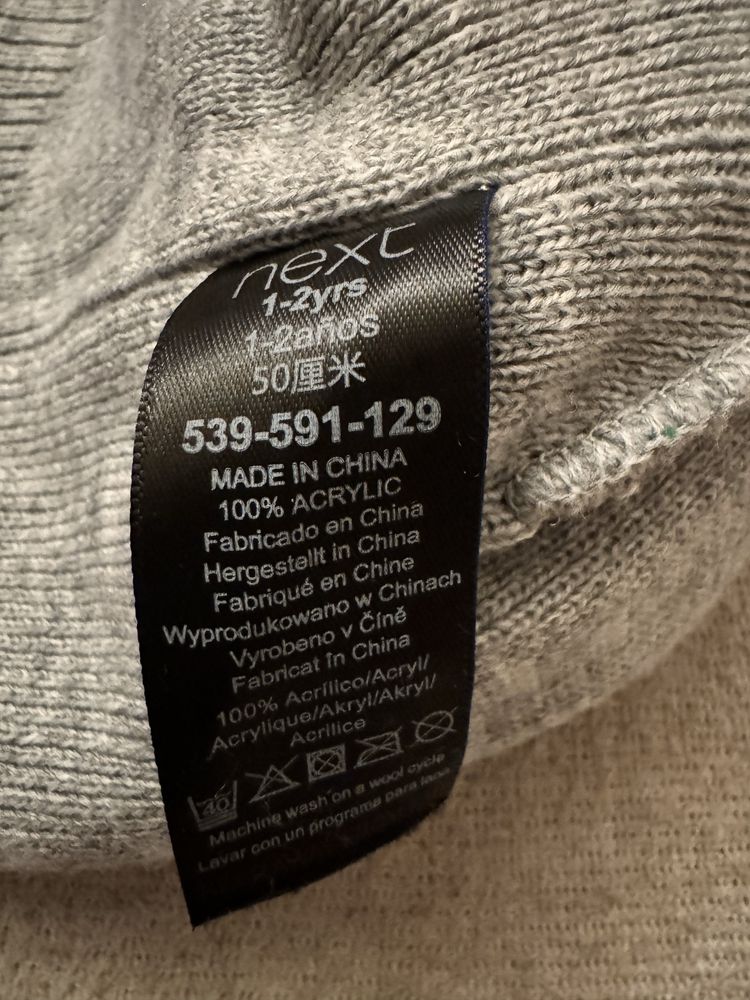 next
1-2yrs
1-2años
50厘米
539-591-129
MADE IN CHINA
100% ACRYLIC
Fabricado en China
Hergestellt in China
Fabriqué en Chine
Wyprodukowano w Chinach
Vyrobeno v Číně
Fabricat în China
100% Acrílico/Acryl/
Acrylique/Akryl/Akryl/
Acrilice
40
Machine wash on a wool cycle
Lavar con un programa para lana